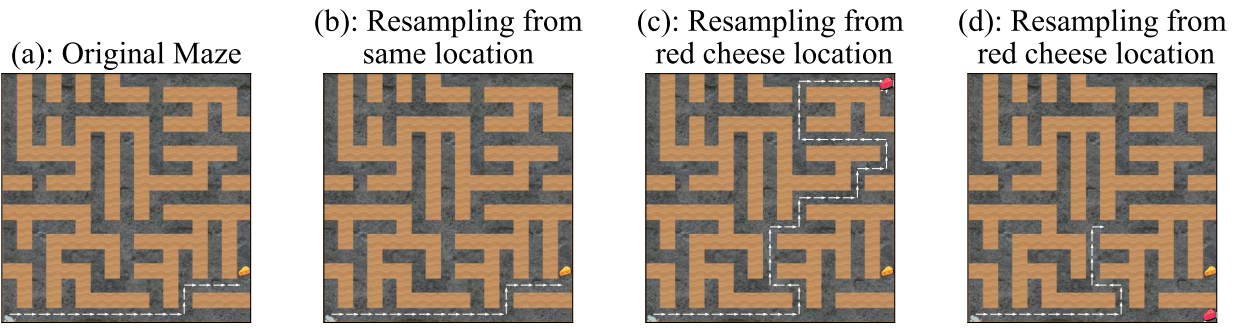 (a): Original Maze
(b): Resampling from
same location
(c): Resampling from
red cheese location
(d): Resampling from
red cheese location